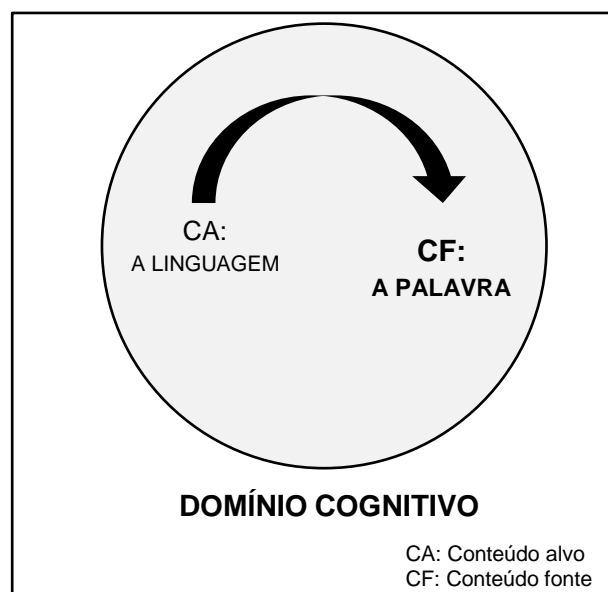 CA:
A LINGUAGEM
CF:
A PALAVRA
DOMÍNIO COGNITIVO
CA: Conteúdo alvo
CF: Conteúdo fonte